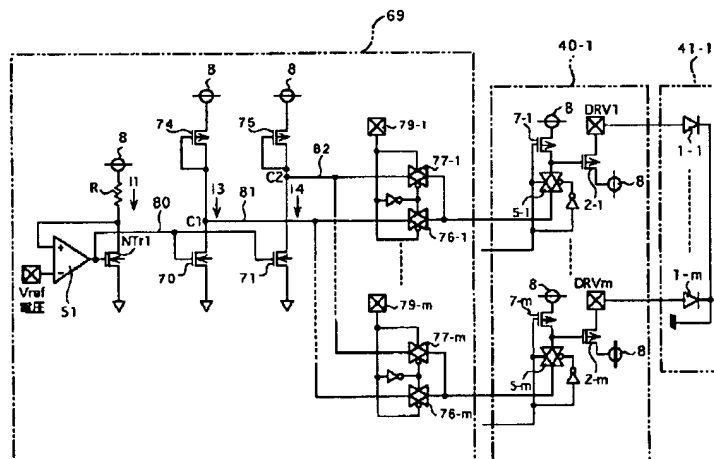 69
40-1
41-1
8
8
8
DRV1
74
75
79-1
7-1
82
77-1
1-1
8
C2
8
I1
I3
81
I4
R
80
C1
5-1
2-1
NTr1
76-1
70
71
Vref
電圧
51
79-m
8
DRVm
7-m
1-m
77-m
8
5-m
2-m
76-m